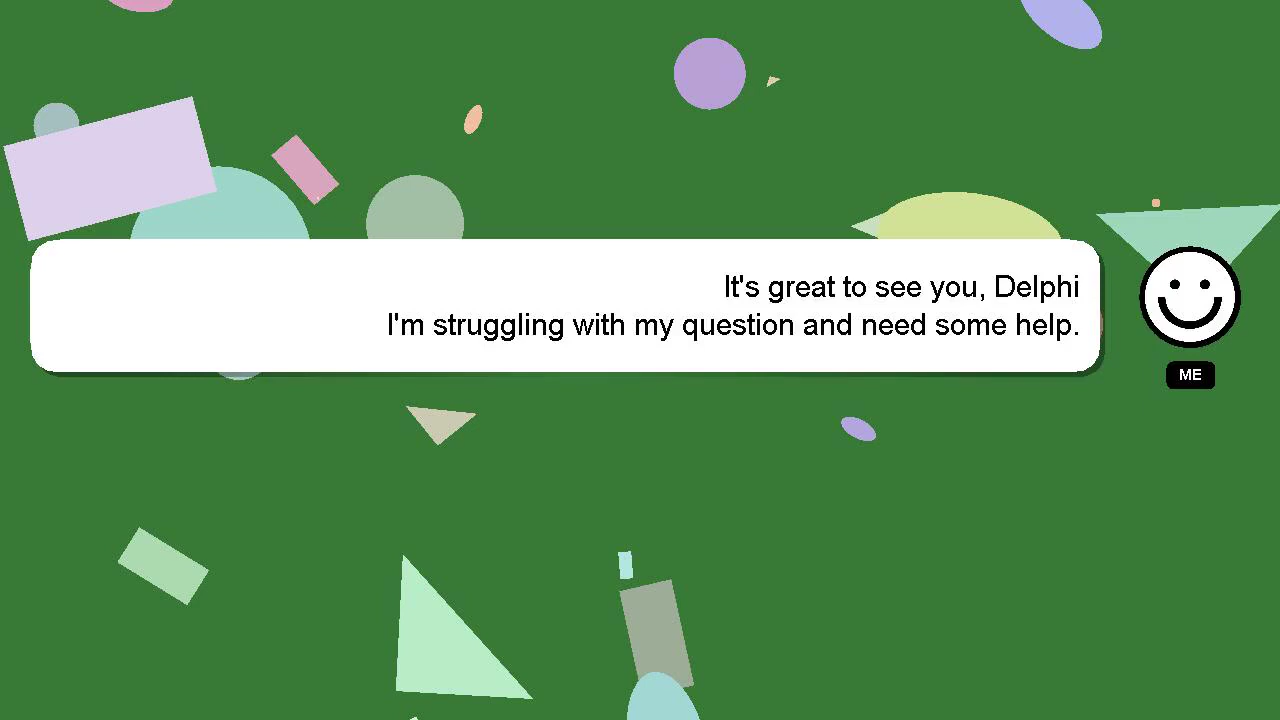 It's great to see you, Delphi
I'm struggling with my question and need some help.
ME